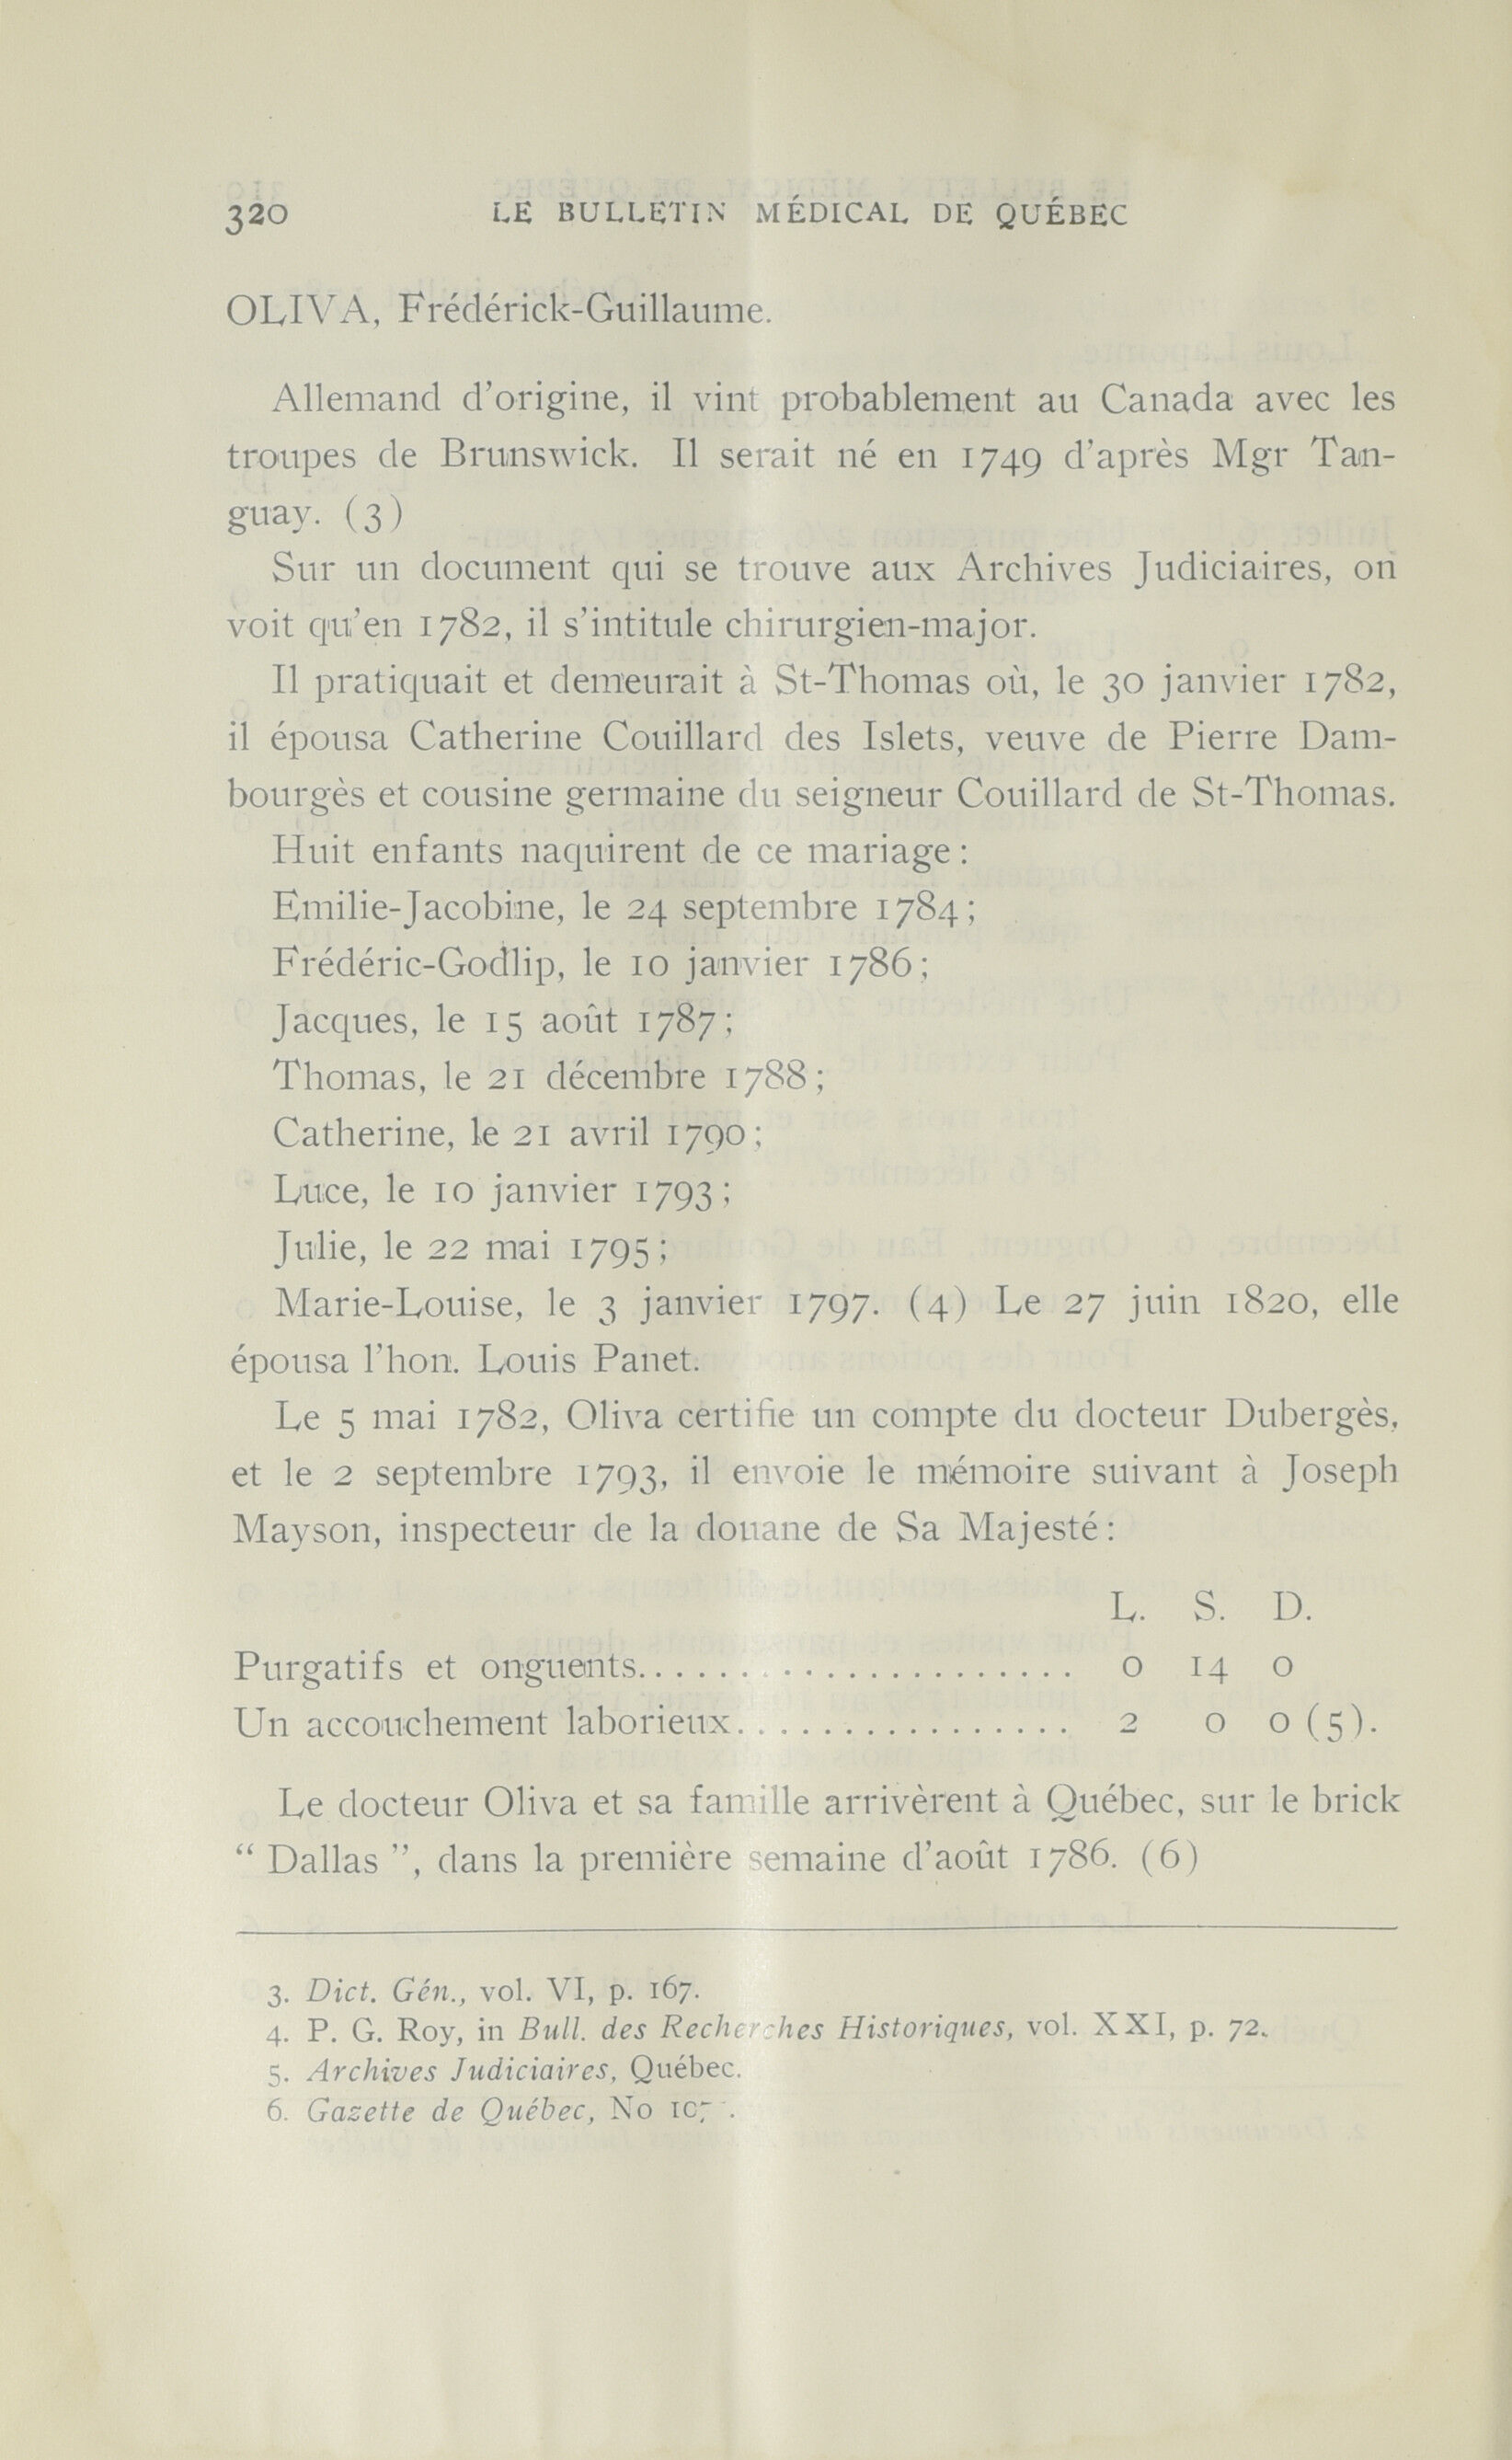 320 LE BULLETIN MÉDICAL DE QUÉBEC
OLIVA, Frédérick-Guillaume.
Allemand d'origine, il vint probablement au Canada avec les
troupes de Brunswick. Il serait né en 1749 d'après Mgr Tan-
guay. (3)
Sur un document qui se trouve aux Archives Judiciaires, on
voit qu'en 1782, il s'intitule chirurgien-major.
Il pratiquait et demeurait à St-Thomas où, le 30 janvier 1782,
il épousa Catherine Couillard des Islets, veuve de Pierre Dam-
bourgès et cousine germaine du seigneur Couillard de St-Thomas.
Huit enfants naquirent de ce mariage:
Emilie-Jacobine, le 24 septembre 1784;
Frédéric-Godlip, le 10 janvier 1786;
Jacques, le 15 août 1787;
Thomas, le 21 décembre 1788;
Catherine, le 21 avril 1790;
Luce, le 10 janvier 1793;
Julie, le 22 mai 1795;
Marie-Louise, le 3 janvier 1797. (4) Le 27 juin 1820, elle
épousa l'hon. Louis Panet.
Le 5 mai 1782, Oliva certifie un compte du docteur Dubergès,
et le 2 septembre 1793, il envoie le mémoire suivant à Joseph
Mayson, inspecteur de la douane de Sa Majesté:
L. S. D.
Purgatifs et onguents..................... 0 14 0
Un accouchement laborieux................ 2 0 0 (5).
Le docteur Oliva et sa famille arrivèrent à Québec, sur le brick
" Dallas ", dans la première semaine d'août 1786. (6)
3. Dict. Gén., vol. VI, p. 167.
4. P. G. Roy, in Bull. des Recherches Historiques, vol. XXI, p. 72.
5. Archives Judiciaires, Québec.
6. Gazette de Québec, No